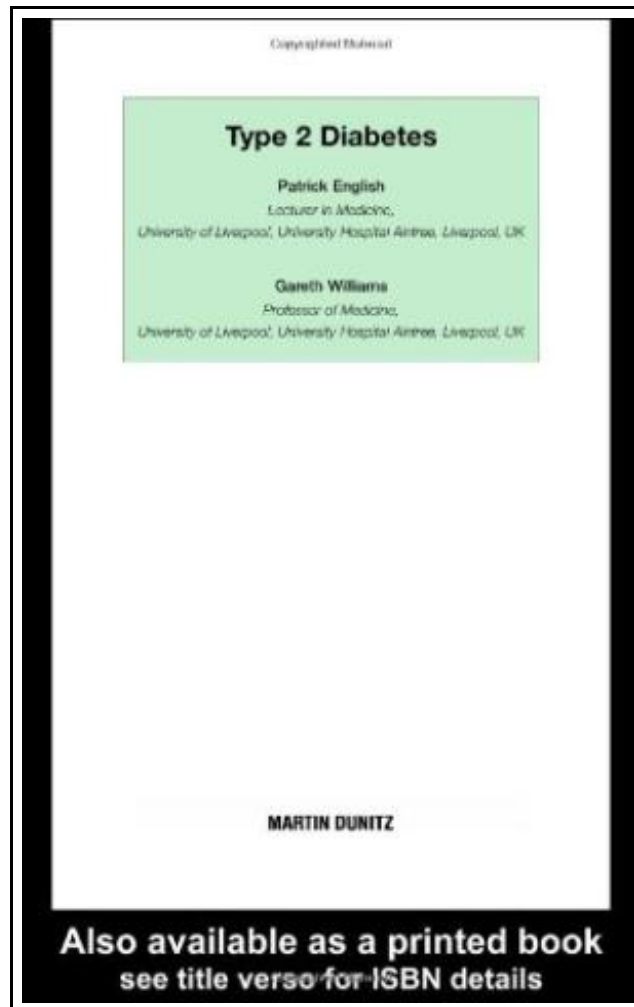 Copyrighted Material
Type 2 Diabetes
Patrick English
Lecturer in Medicine,
University of Liverpool, University Hospital Aintree, Liverpool, UK
Gareth Williams
Professor of Medicine,
University of Liverpool, University Hospital Aintree, Liverpool, UK
MARTIN DUNITZ
Also available as a printed book
see title verso for ISBN details